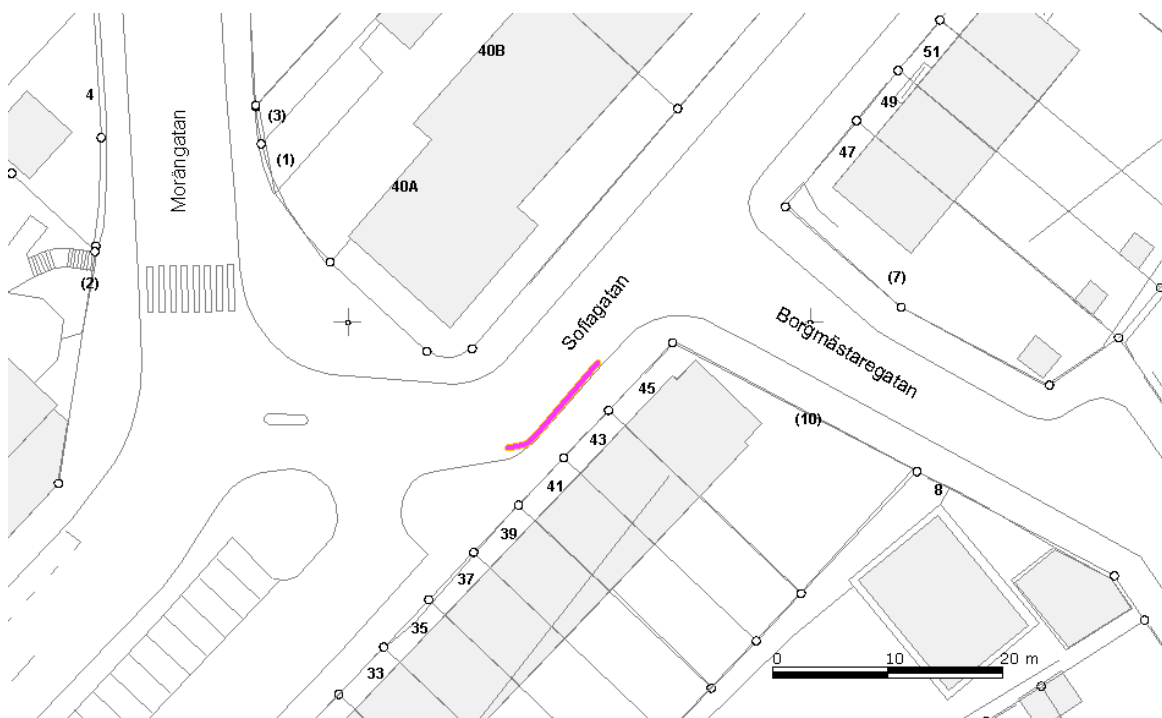 40B
51
4
49
(3)
47
(1)
40A
Morängatan
(2)
(7)
Sofiagatan
Borgmästaregatan
45
(10)
43
41
8
39
37
35
33
0 10 20 m